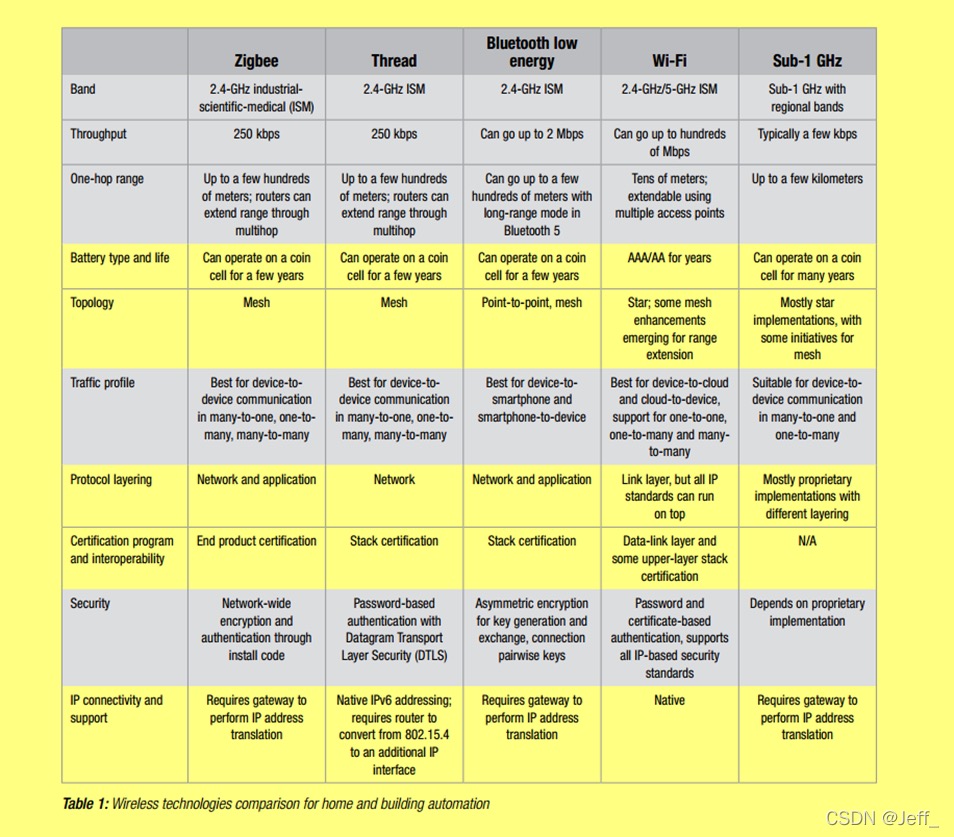 Zigbee
Thread
Bluetooth low
energy
Wi-Fi
Sub-1 GHz
Band
2.4-GHz industrial-
scientific-medical (ISM)
2.4-GHz ISM
2.4-GHz ISM
2.4-GHz/5-GHz ISM
Sub-1 GHz with
regional bands
Throughput
250 kbps
250 kbps
Can go up to 2 Mbps
Can go up to hundreds
of Mbps
Typically a few kbps
One-hop range
Up to a few hundreds
of meters; routers can
extend range through
multihop
Up to a few hundreds
of meters; routers can
extend range through
multihop
Can go up to a few
hundreds of meters with
long-range mode in
Bluetooth 5
Tens of meters;
extendable using
multiple access points
Up to a few kilometers
Battery type and life
Can operate on a coin
cell for a few years
Can operate on a coin
cell for a few years
Can operate on a coin
cell for a few years
AAA/AA for years
Can operate on a coin
cell for many years
Topology
Mesh
Mesh
Point-to-point, mesh
Star; some mesh
enhancements
emerging for range
extension
Mostly star
implementations, with
some initiatives for
mesh
Traffic profile
Best for device-to-
device communication
in many-to-one, one-to-
many, many-to-many
Best for device-to-
device communication
in many-to-one, one-to-
many, many-to-many
Best for device-to-
smartphone and
smartphone-to-device
Best for device-to-cloud
and cloud-to-device,
support for one-to-one,
one-to-many and many-
to-many
Suitable for device-to-
device communication
in many-to-one and
one-to-many
Protocol layering
Network and application
Network
Network and application
Link layer, but all IP
standards can run
on top
Mostly proprietary
implementations with
different layering
Certification program
and interoperability
End product certification
Stack certification
Stack certification
Data-link layer and
some upper-layer stack
certification
N/A
Security
Network-wide
encryption and
authentication through
install code
Password-based
authentication with
Datagram Transport
Layer Security (DTLS)
Asymmetric encryption
for key generation and
exchange, connection
pairwise keys
Password and
certificate-based
authentication, supports
all IP-based security
standards
Depends on proprietary
implementation
IP connectivity and
support
Requires gateway to
perform IP address
translation
Native IPv6 addressing;
requires router to
convert from 802.15.4
to an additional IP
interface
Requires gateway to
perform IP address
translation
Native
Requires gateway to
perform IP address
translation
Table 1: Wireless technologies comparison for home and building automation
CSDN @Jeff_